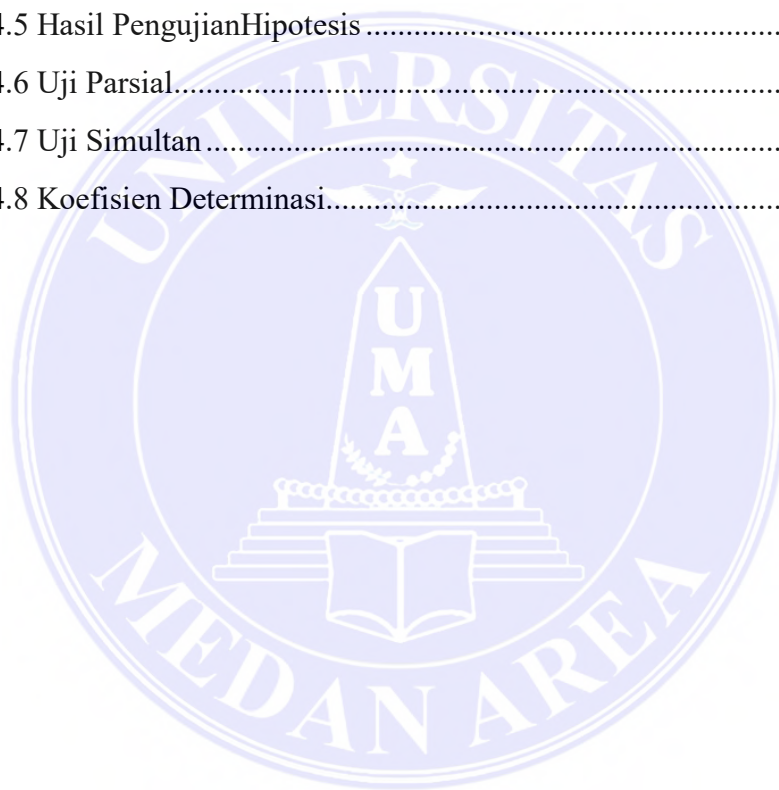 4.5 Hasil PengujianHipotesis ........................................................
4.6 Uji Parsial................................................................................
4.7 Uji Simultan ............................................................................
4.8 Koefisien Determinasi............................................................
UNIVERSITAS
UMA
MEDAN AREA